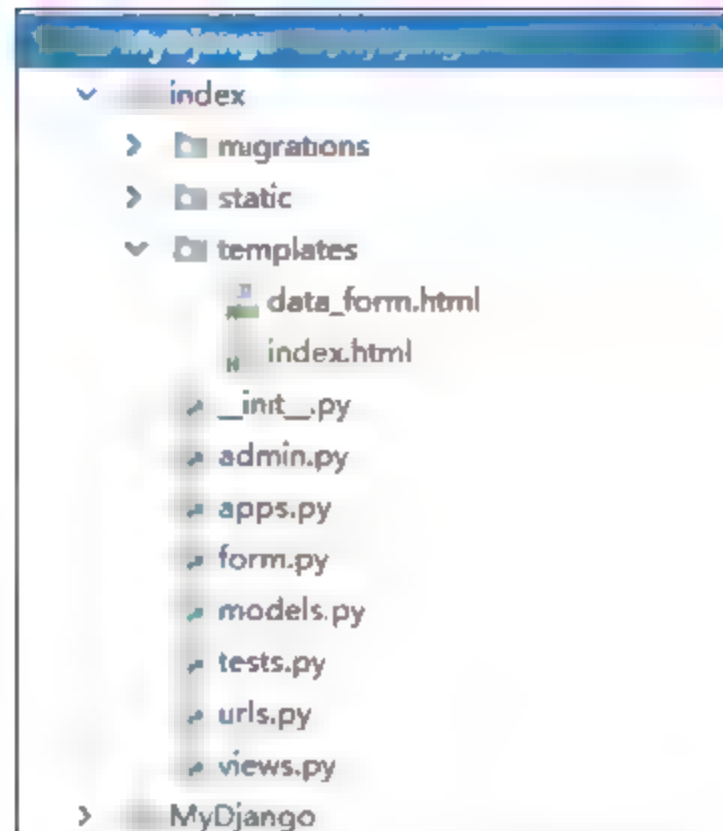 index
migrations
static
templates
data_form.html
index.html
__init__.py
admin.py
apps.py
form.py
models.py
tests.py
urls.py
views.py
MyDjango